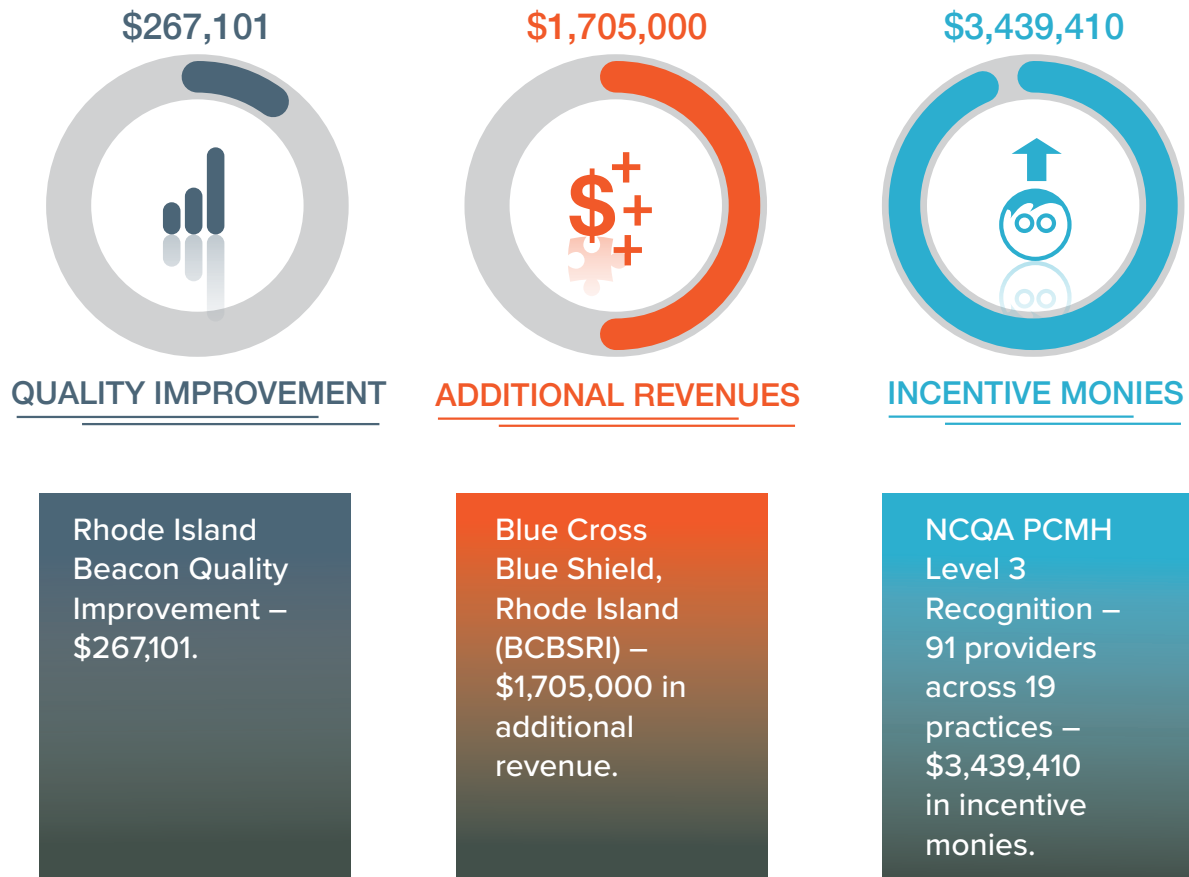 $267,101
$1,705,000
$3,439,410
$
QUALITY IMPROVEMENT
ADDITIONAL REVENUES
INCENTIVE MONIES
Rhode Island
Beacon Quality
Improvement –
$267,101.
Blue Cross
Blue Shield,
Rhode Island
(BCBSRI) –
$1,705,000 in
additional
revenue.
NCQA PCMH
Level 3
Recognition –
91 providers
across 19
practices –
$3,439,410
in incentive
monies.